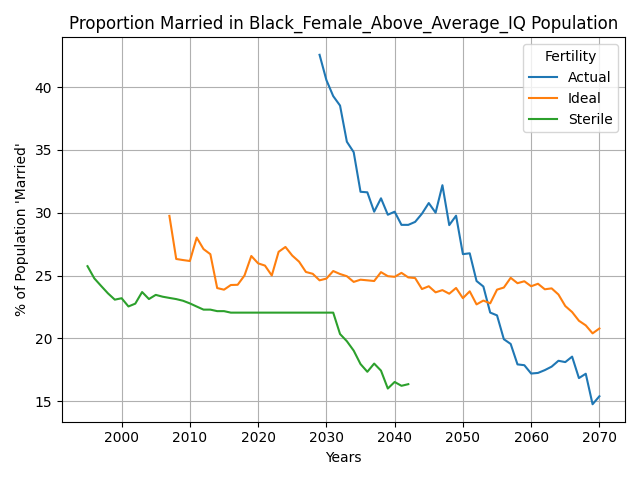 Proportion Married in Black_Female_Above_Average_IQ Population
% of Population 'Married'
40
35
30
25
20
15
Fertility
Actual
Ideal
Sterile
2000 2010 2020 2030 2040 2050 2060 2070
Years